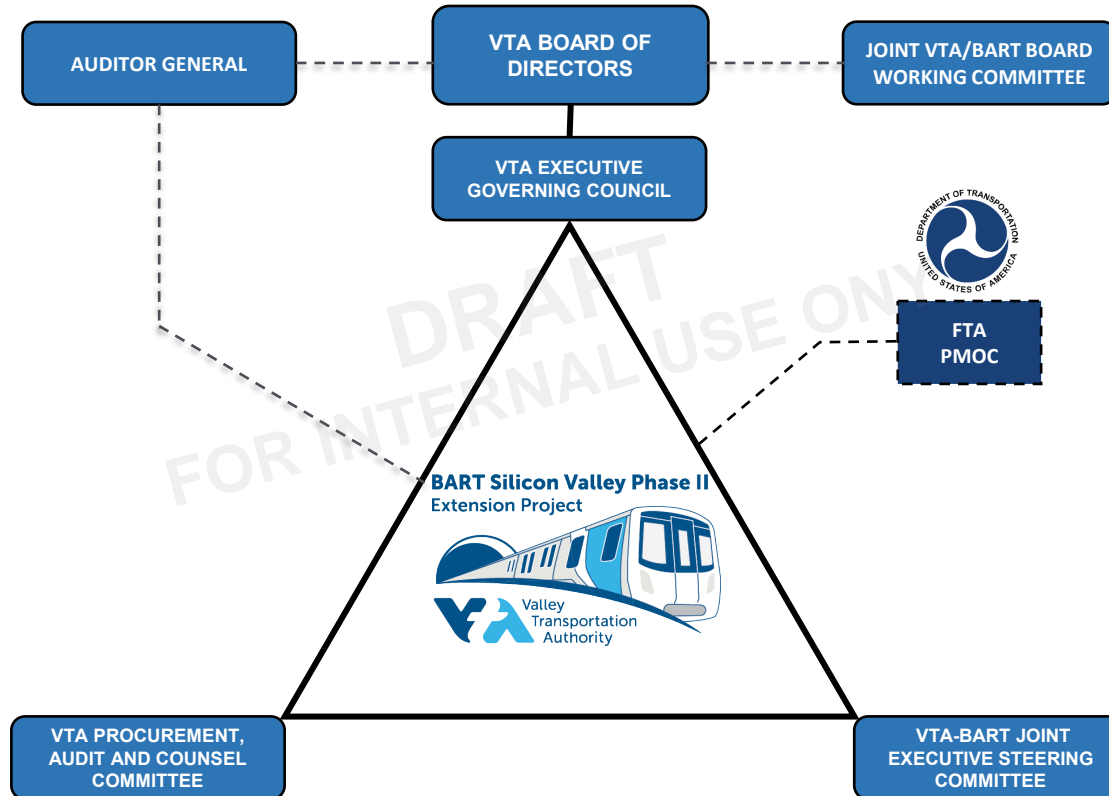 AUDITOR GENERAL
VTA BOARD OF
DIRECTORS
JOINT VTA/BART BOARD
WORKING COMMITTEE
VTA EXECUTIVE
GOVERNING COUNCIL
DEPARTMENT OF TRANSPORTATION
UNITED STATES OF AMERICA
FTA
PMOC
DRAFT
FOR INTERNAL USE ONY
BART Silicon Valley Phase II
Extension Project
VTA
Valley
Transportation
Authority
VTA PROCUREMENT,
AUDIT AND COUNSEL
COMMITTEE
VTA-BART JOINT
EXECUTIVE STEERING
COMMITTEE